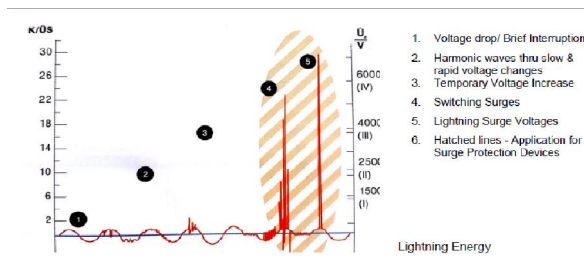 K/Ûs
30
26
22
18
14
10
6
2
Û
V
6000
(IV)
4000
(III)
2500
(II)
1500
(I)
1
2
3
4
5
1. Voltage drop/ Brief Interruption
2. Harmonic waves thru slow &
rapid voltage changes
3. Temporary Voltage Increase
4. Switching Surges
5. Lightning Surge Voltages
6. Hatched lines - Application for
Surge Protection Devices
Lightning Energy